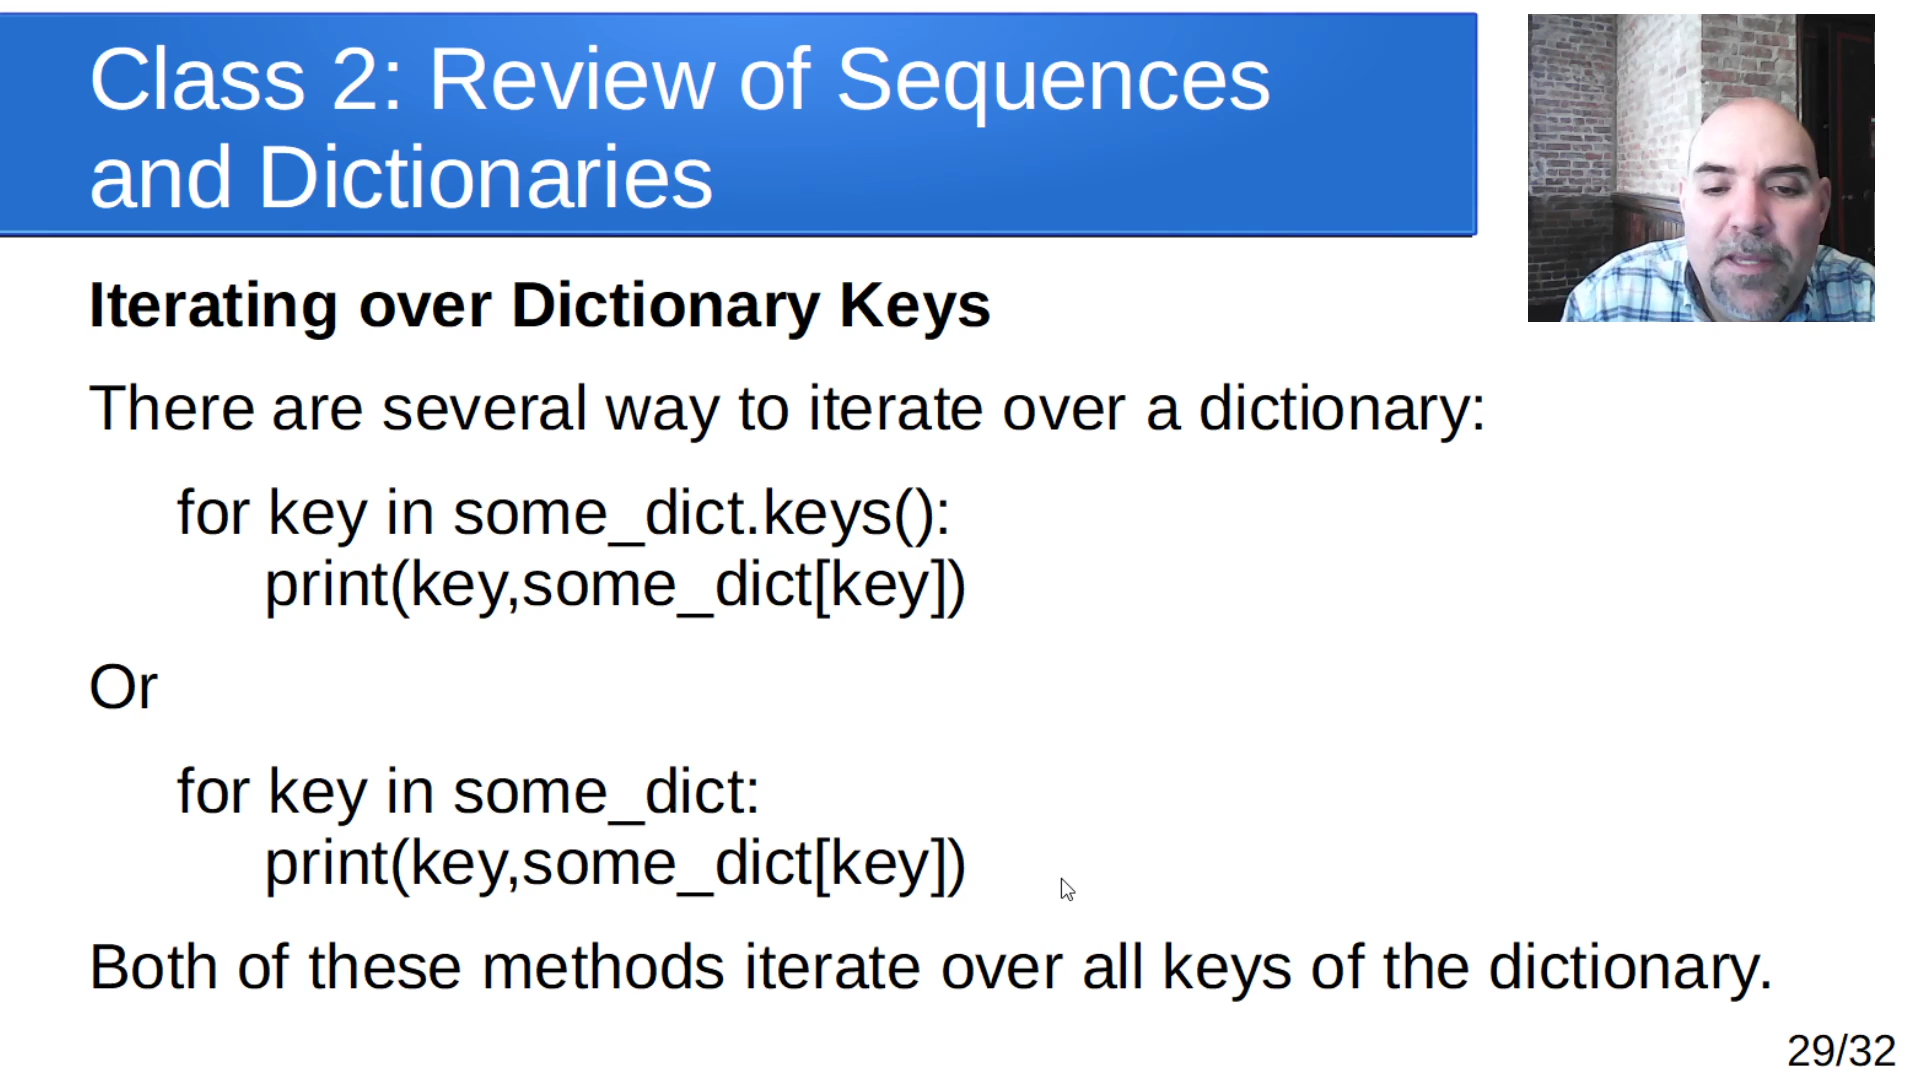 Class 2: Review of Sequences
and Dictionaries
Iterating over Dictionary Keys
There are several way to iterate over a dictionary:
for key in some_dict.keys():
print(key,some_dict[key])
Or
for key in some_dict:
print(key,some_dict[key])
Both of these methods iterate over all keys of the dictionary.
29/32